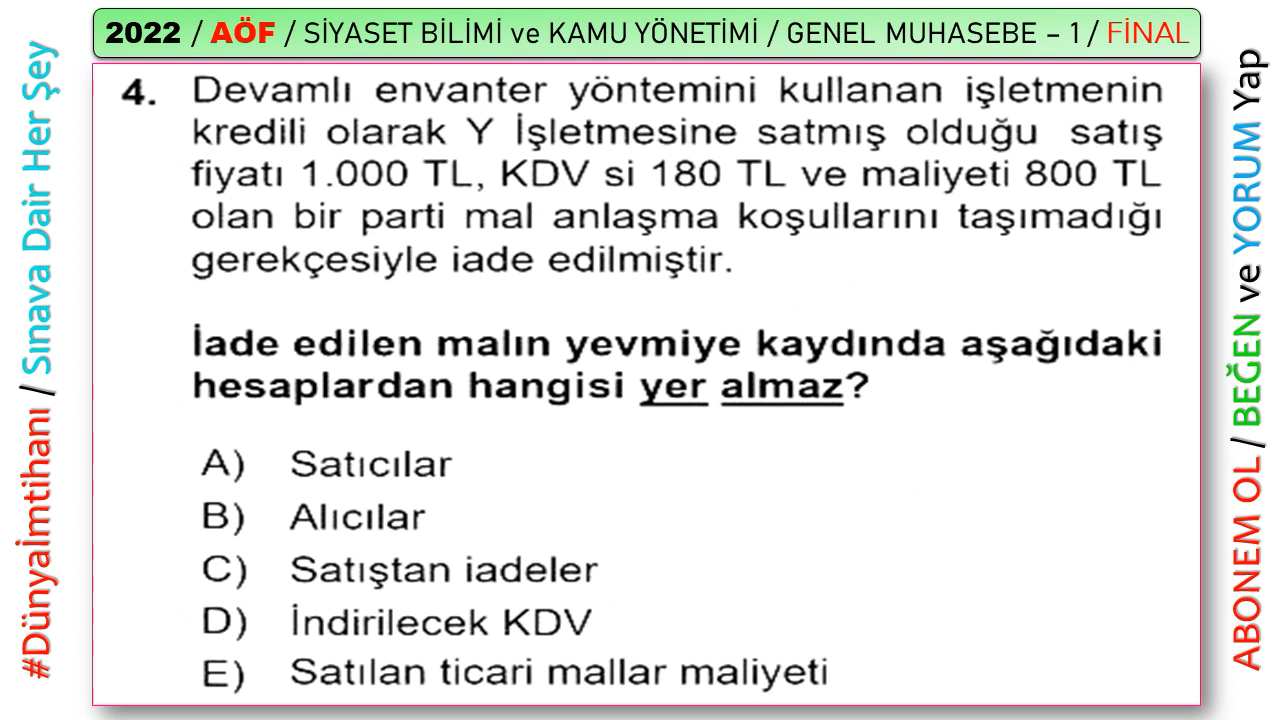 2022 / AÖF / SİYASET BİLİMİ ve KAMU YÖNETİMİ / GENEL MUHASEBE – 1 / FİNAL
#Dünyaİmtihanı / Sınava Dair Her Şey
4. Devamlı envanter yöntemini kullanan işletmenin
kredili olarak Y İşletmesine satmış olduğu satış
fiyatı 1.000 TL, KDV si 180 TL ve maliyeti 800 TL
olan bir parti mal anlaşma koşullarını taşımadığı
gerekçesiyle iade edilmiştir.
İade edilen malın yevmiye kaydında aşağıdaki
hesaplardan hangisi yer almaz?
A) Satıcılar
B) Alıcılar
C) Satıştan iadeler
D) İndirilecek KDV
E) Satılan ticari mallar maliyeti
ABONEM OL / BEĞEN ve YORUM Yap